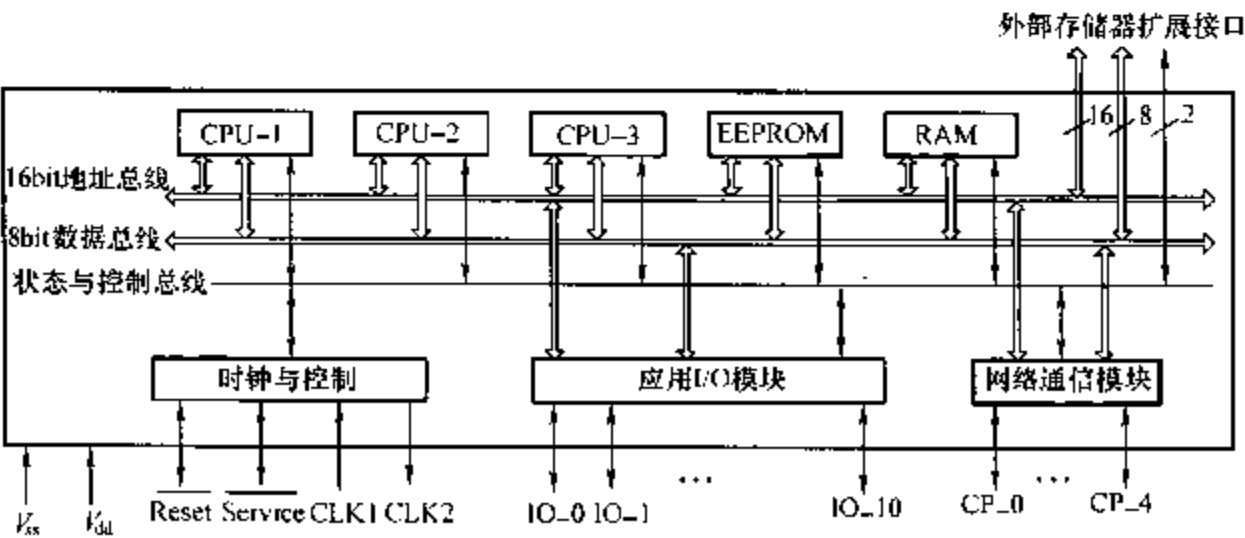 外部存储器扩展接口
16 8 2
CPU-1 CPU-2 CPU-3 EEPROM RAM
16bit地址总线
8bit数据总线
状态与控制总线
时钟与控制 应用I/O模块 网络通信模块
Vss Vdd Reset Service CLK1 CLK2 IO_0 IO_1 … IO_10 CP_0 … CP_4